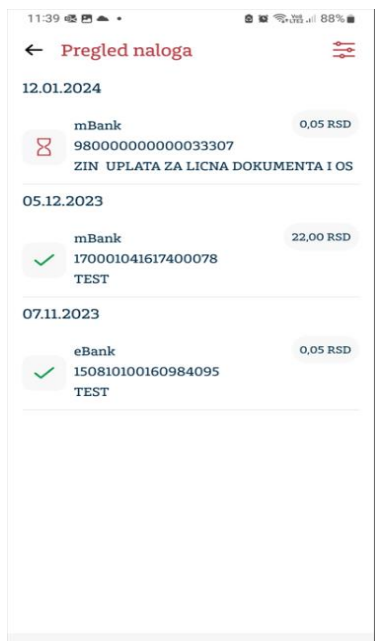 11:39
88%
Pregled naloga
12.01.2024
mBank
0,05 RSD
980000000000033307
ZIN UPLATA ZA LICNA DOKUMENTA I OS
05.12.2023
mBank
22,00 RSD
170001041617400078
TEST
07.11.2023
eBank
0,05 RSD
150810100160984095
TEST